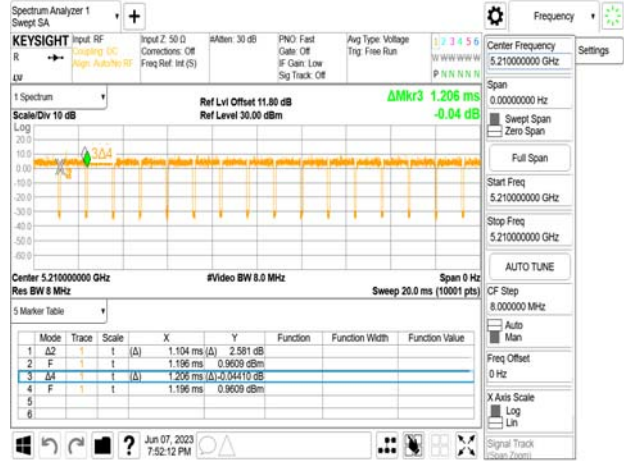 Spectrum Analyzer 1
Swept SA
+
Frequency
KEYSIGHT
Input: RF
Coupling: DC
Align: Auto/No RF
Input Z: 50 Ω
Corrections: Off
Freq Ref: Int (S)
#Atten: 30 dB
PNO: Fast
Gate: Off
IF Gain: Low
Sig Track: Off
Avg Type: Voltage
Trig: Free Run
1 2 3 4 5 6
W W W W W W
P N N N N N
R
LXI
1 Spectrum
Scale/Div 10 dB
Ref Lvl Offset 11.80 dB
Ref Level 30.00 dBm
ΔMkr3 1.206 ms
-0.04 dB
Log
20.0
10.0
0.00
-10.0
-20.0
-30.0
-40.0
-50.0
-60.0
3Δ4
Center 5.210000000 GHz
Res BW 8 MHz
#Video BW 8.0 MHz
Span 0 Hz
Sweep 20.0 ms (10001 pts)
5 Marker Table
Mode Trace Scale X Y Function Function Width Function Value
1 Δ2 1 t (Δ) 1.104 ms (Δ) 2.581 dB
2 F 1 t 1.196 ms 0.9609 dBm
3 Δ4 1 t (Δ) 1.206 ms (Δ) -0.04410 dB
4 F 1 t 1.196 ms 0.9609 dBm
5
6
?
Jun 07, 2023
7:52:12 PM
Center Frequency
5.210000000 GHz
Settings
Span
0.00000000 Hz
Swept Span
Zero Span
Full Span
Start Freq
5.210000000 GHz
Stop Freq
5.210000000 GHz
AUTO TUNE
CF Step
8.000000 MHz
Auto
Man
Freq Offset
0 Hz
X Axis Scale
Log
Lin
Signal Track
(Span Zoom)